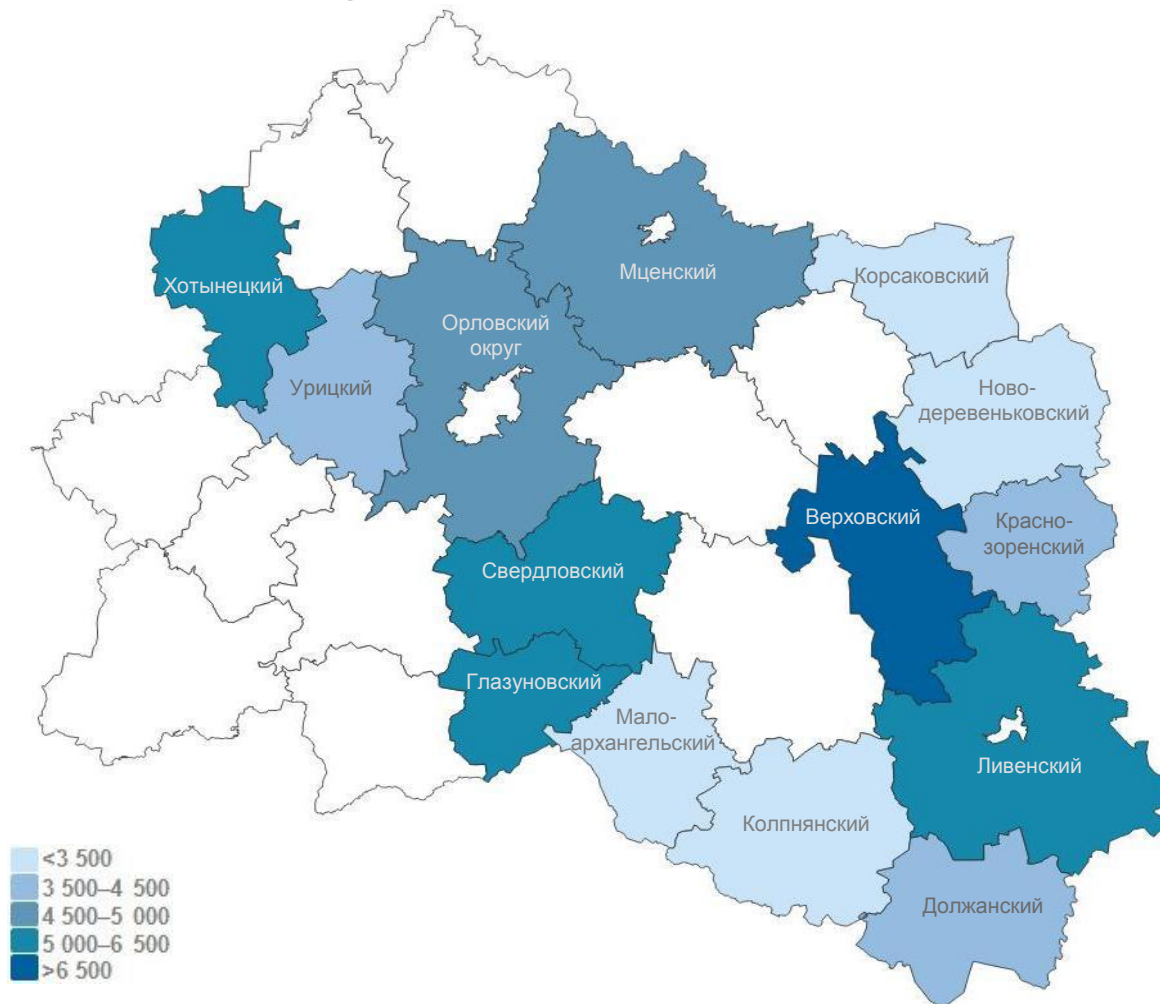 Хотынецкий
Мценский
Корсаковский
Орловский
округ
Урицкий
Ново-
деревеньковский
Верховский
Красно-
зоренский
Свердловский
Глазуновский
Мало-
архангельский
Ливенский
Колпнянский
Должанский
<3 500
3 500–4 500
4 500–5 000
5 000–6 500
>6 500